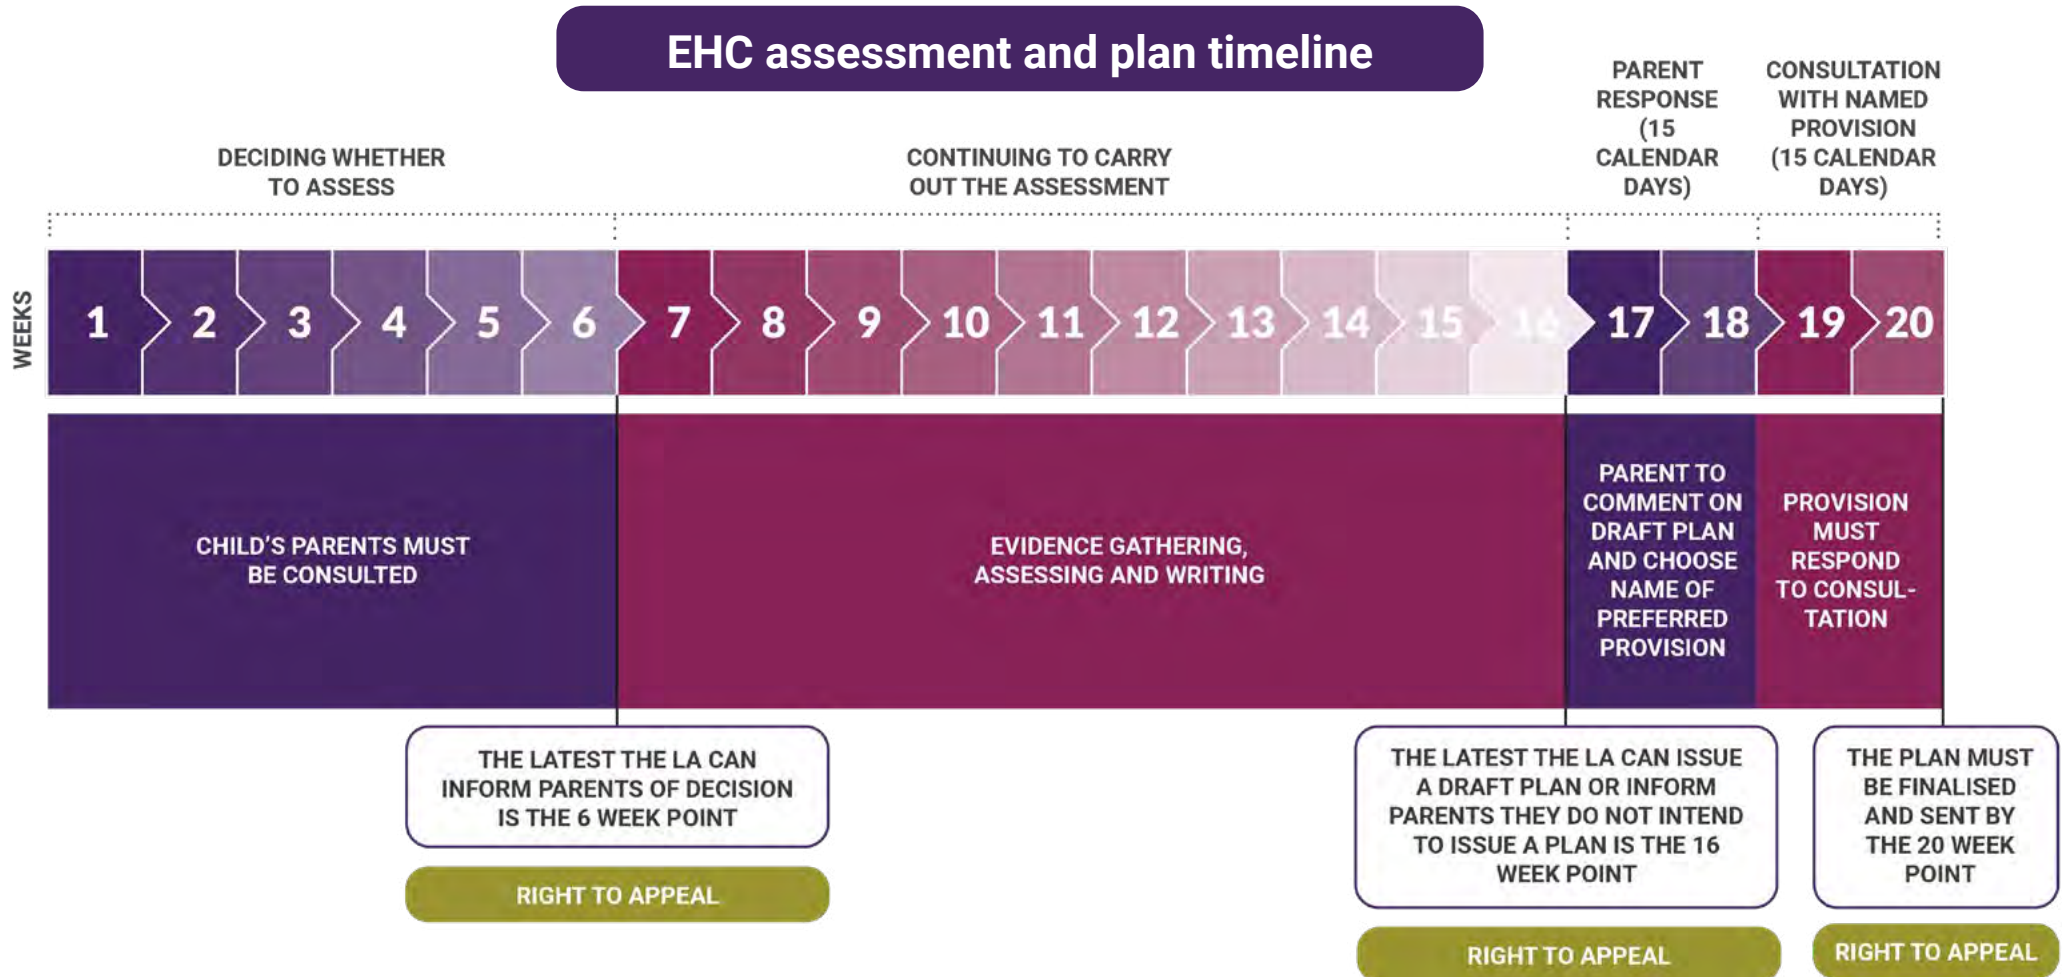 EHC assessment and plan timeline
DECIDING WHETHER
TO ASSESS
CONTINUING TO CARRY
OUT THE ASSESSMENT
PARENT
RESPONSE
(15
CALENDAR
DAYS)
CONSULTATION
WITH NAMED
PROVISION
(15 CALENDAR
DAYS)
WEEKS
1 2 3 4 5 6 7 8 9 10 11 12 13 14 15 16 17 18 19 20
CHILD'S PARENTS MUST
BE CONSULTED
EVIDENCE GATHERING,
ASSESSING AND WRITING
PARENT TO
COMMENT ON
DRAFT PLAN
AND CHOOSE
NAME OF
PREFERRED
PROVISION
PROVISION
MUST
RESPOND
TO CONSUL-
TATION
THE LATEST THE LA CAN
INFORM PARENTS OF DECISION
IS THE 6 WEEK POINT
RIGHT TO APPEAL
THE LATEST THE LA CAN ISSUE
A DRAFT PLAN OR INFORM
PARENTS THEY DO NOT INTEND
TO ISSUE A PLAN IS THE 16
WEEK POINT
RIGHT TO APPEAL
THE PLAN MUST
BE FINALISED
AND SENT BY
THE 20 WEEK
POINT
RIGHT TO APPEAL